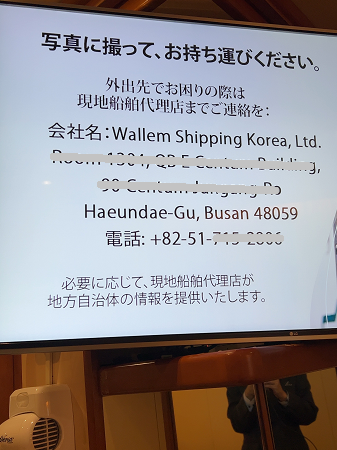 写真に撮って、お持ち運びください。
外出先でお困りの際は
現地船舶代理店までご連絡を：
会社名：Wallem Shipping Korea, Ltd.
Haeundae-Gu, Busan 48059
電話: +82-51-
必要に応じて、現地船舶代理店が
地方自治体の情報を提供いたします。
LG